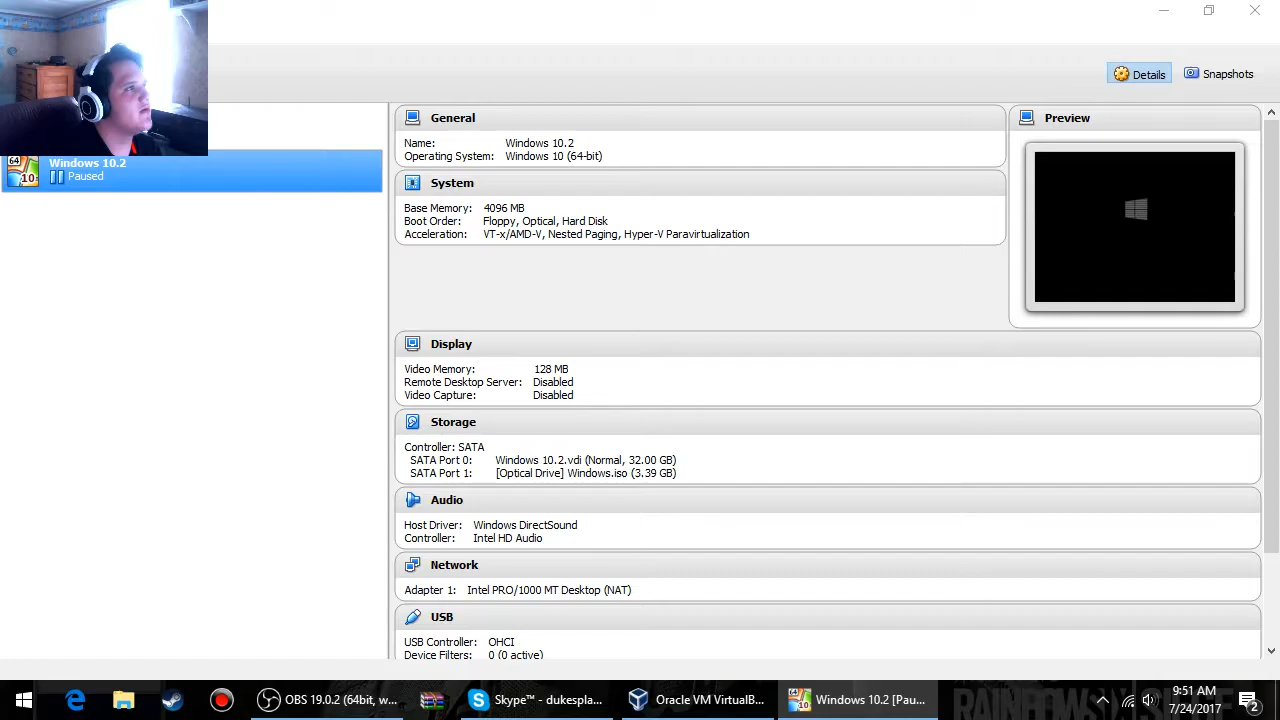 Details
Snapshots
General
Name: Windows 10.2
Operating System: Windows 10 (64-bit)
Preview
64
10
Windows 10.2
Paused
System
Base Memory: 4096 MB
Boot Order: Floppy, Optical, Hard Disk
Acceleration: VT-x/AMD-V, Nested Paging, Hyper-V Paravirtualization
Display
Video Memory: 128 MB
Remote Desktop Server: Disabled
Video Capture: Disabled
Storage
Controller: SATA
SATA Port 0: Windows 10.2.vdi (Normal, 32.00 GB)
SATA Port 1: [Optical Drive] Windows.iso (3.39 GB)
Audio
Host Driver: Windows DirectSound
Controller: Intel HD Audio
Network
Adapter 1: Intel PRO/1000 MT Desktop (NAT)
USB
USB Controller: OHCI
Device Filters: 0 (0 active)
OBS 19.0.2 (64bit, w...
Skype™ - dukespla...
Oracle VM VirtualB...
64
10
Windows 10.2 [Pau...
9:51 AM
7/24/2017
2